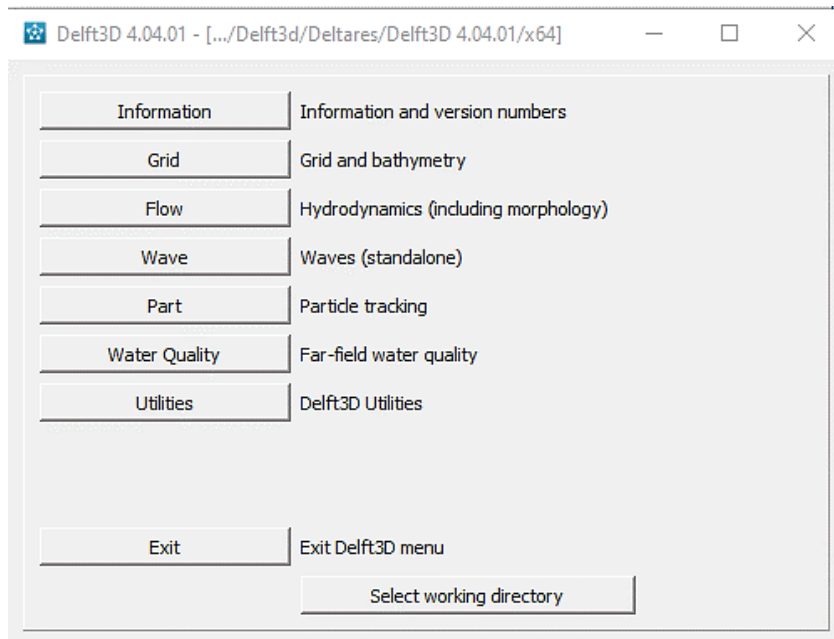 Delft3D 4.04.01 - [.../Delft3d/Deltares/Delft3D 4.04.01/x64]
Information Information and version numbers
Grid Grid and bathymetry
Flow Hydrodynamics (including morphology)
Wave Waves (standalone)
Part Particle tracking
Water Quality Far-field water quality
Utilities Delft3D Utilities
Exit Exit Delft3D menu
Select working directory